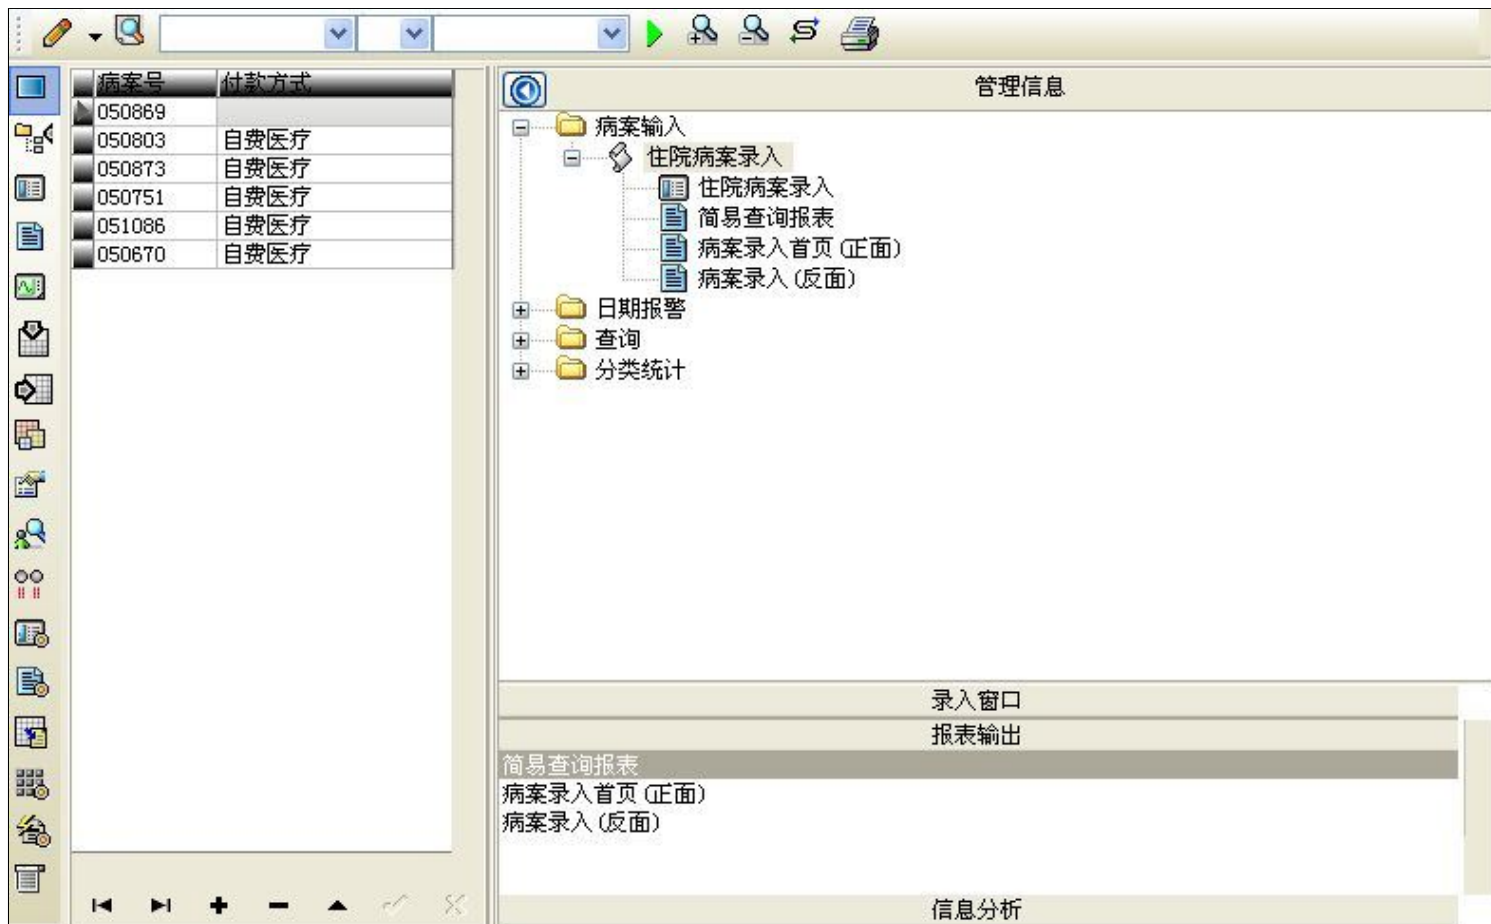 病案号 付款方式
050869
050803 自费医疗
050873 自费医疗
050751 自费医疗
051086 自费医疗
050670 自费医疗
管理信息
病案输入
住院病案录入
住院病案录入
简易查询报表
病案录入首页(正面)
病案录入(反面)
日期报警
查询
分类统计
录入窗口
报表输出
简易查询报表
病案录入首页(正面)
病案录入(反面)
信息分析